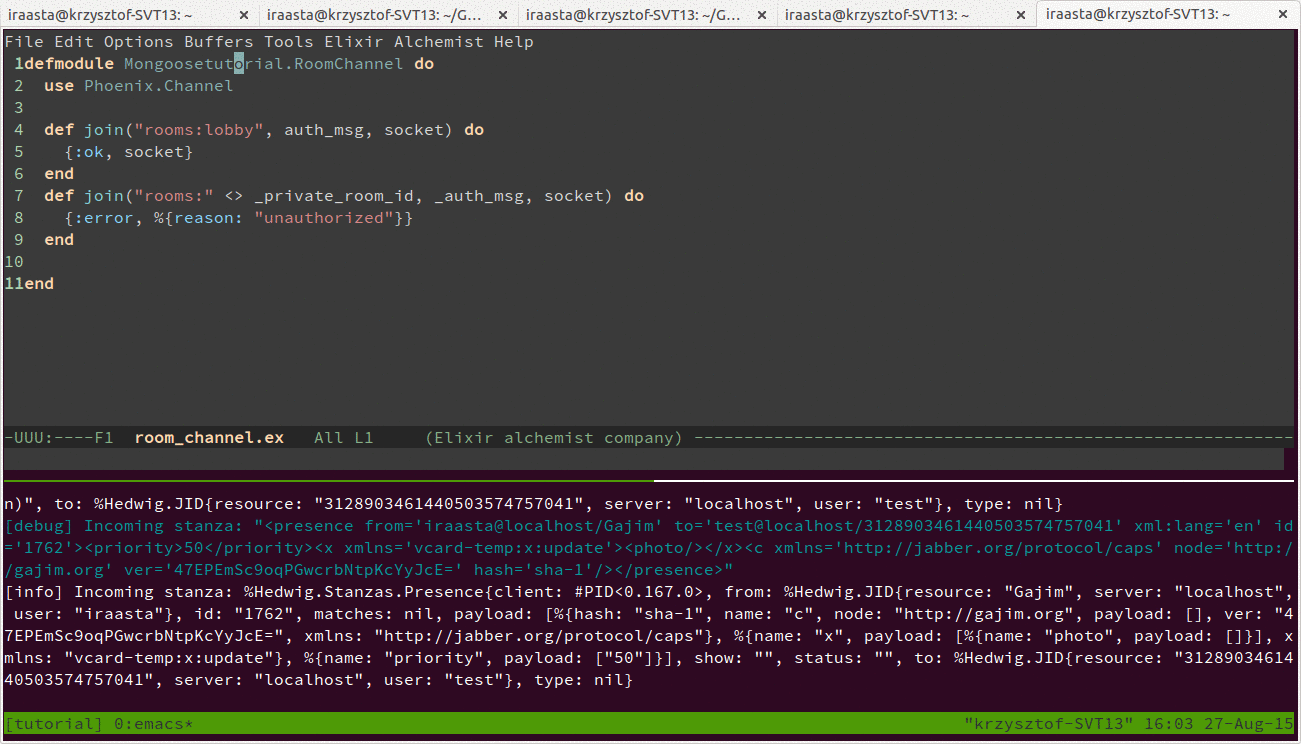 iraasta@krzysztof-SVT13: ~ × iraasta@krzysztof-SVT13: ~/G... × iraasta@krzysztof-SVT13: ~/G... × iraasta@krzysztof-SVT13: ~ × iraasta@krzysztof-SVT13: ~ ×
File Edit Options Buffers Tools Elixir Alchemist Help
1defmodule Mongoosetutorial.RoomChannel do
2  use Phoenix.Channel
3
4  def join("rooms:lobby", auth_msg, socket) do
5    {:ok, socket}
6  end
7  def join("rooms:" <> _private_room_id, _auth_msg, socket) do
8    {:error, %{reason: "unauthorized"}}
9  end
10
11end
-UUU:----F1  room_channel.ex   All L1     (Elixir alchemist company) ------------------------------------------------------------
n)", to: %Hedwig.JID{resource: "3128903461440503574757041", server: "localhost", user: "test"}, type: nil}
[debug] Incoming stanza: "<presence from='iraasta@localhost/Gajim' to='test@localhost/3128903461440503574757041' xml:lang='en' id
='1762'><priority>50</priority><x xmlns='vcard-temp:x:update'><photo/></x><c xmlns='http://jabber.org/protocol/caps' node='http:/
/gajim.org' ver='47EPEmSc9oqPGwcrbNtpKcYyJcE=' hash='sha-1'/></presence>"
[info] Incoming stanza: %Hedwig.Stanzas.Presence{client: #PID<0.167.0>, from: %Hedwig.JID{resource: "Gajim", server: "localhost",
 user: "iraasta"}, id: "1762", matches: nil, payload: [%{hash: "sha-1", name: "c", node: "http://gajim.org", payload: [], ver: "4
7EPEmSc9oqPGwcrbNtpKcYyJcE=", xmlns: "http://jabber.org/protocol/caps"}, %{name: "x", payload: [%{name: "photo", payload: []}], x
mlns: "vcard-temp:x:update"}, %{name: "priority", payload: ["50"]}], show: "", status: "", to: %Hedwig.JID{resource: "31289034614
40503574757041", server: "localhost", user: "test"}, type: nil}
[tutorial] 0:emacs* "krzysztof-SVT13" 16:03 27-Aug-15